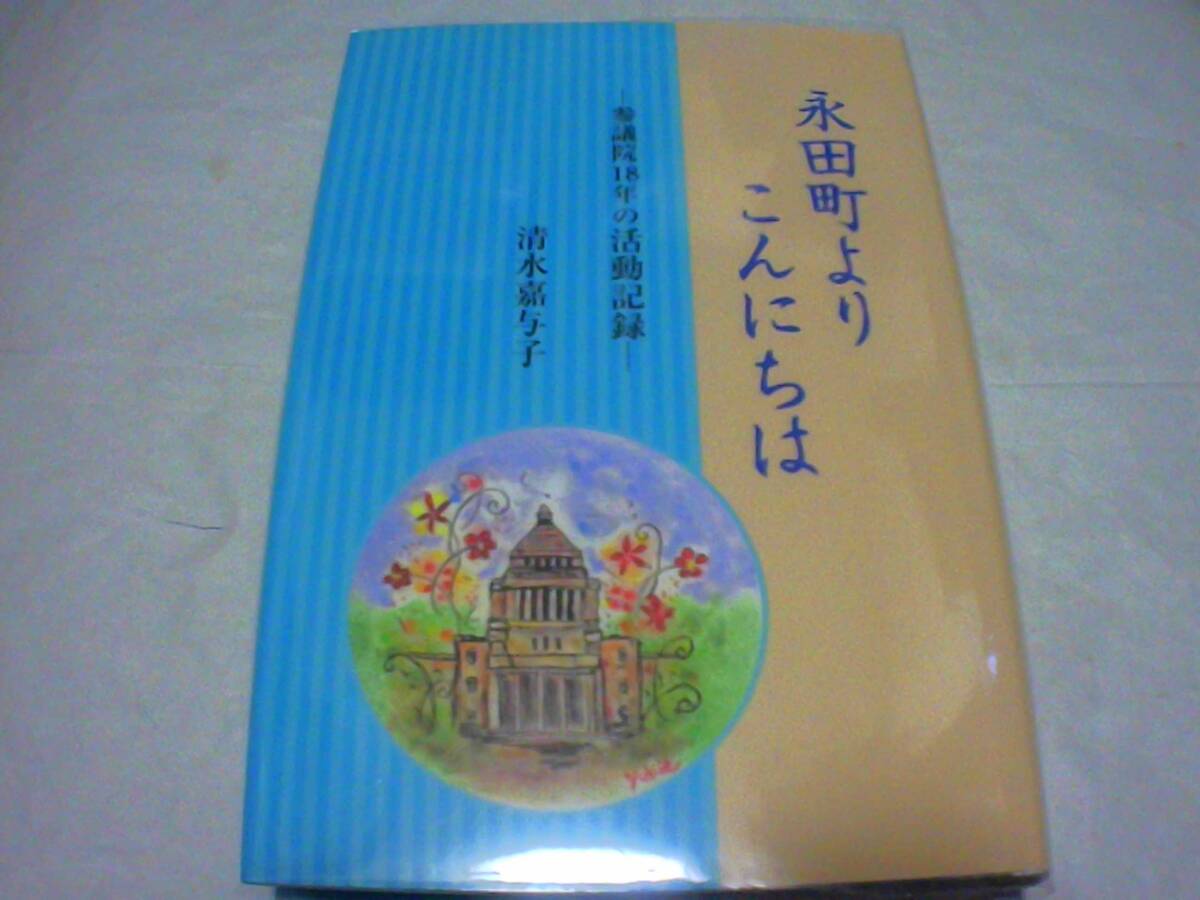 永田町より
こんにちは
―参議院18年の活動記録―
清水嘉与子